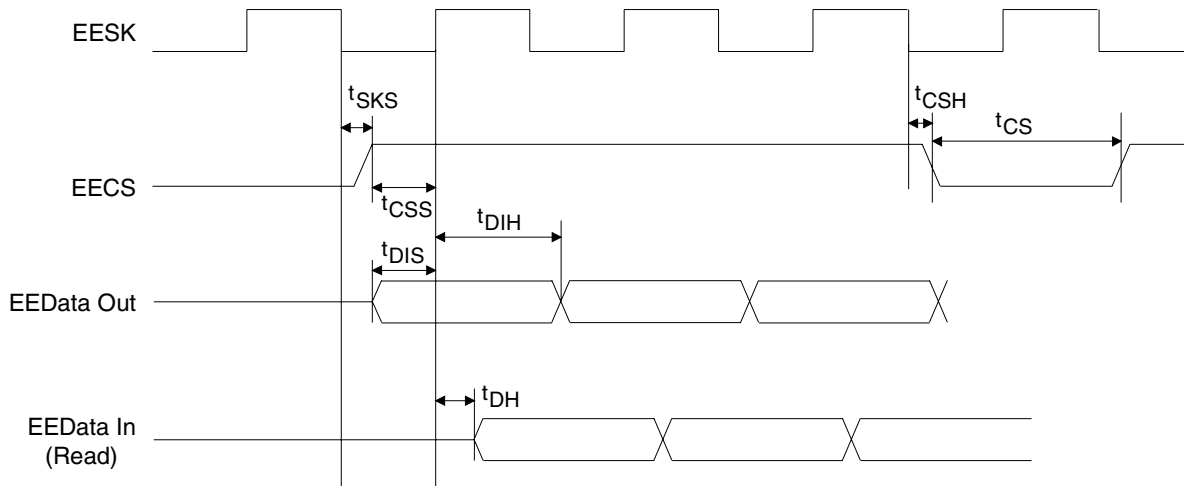 EESK
tSKS
tCSH
tCS
EECS
tCSS
tDIH
tDIS
EEData Out
tDH
EEData In
(Read)